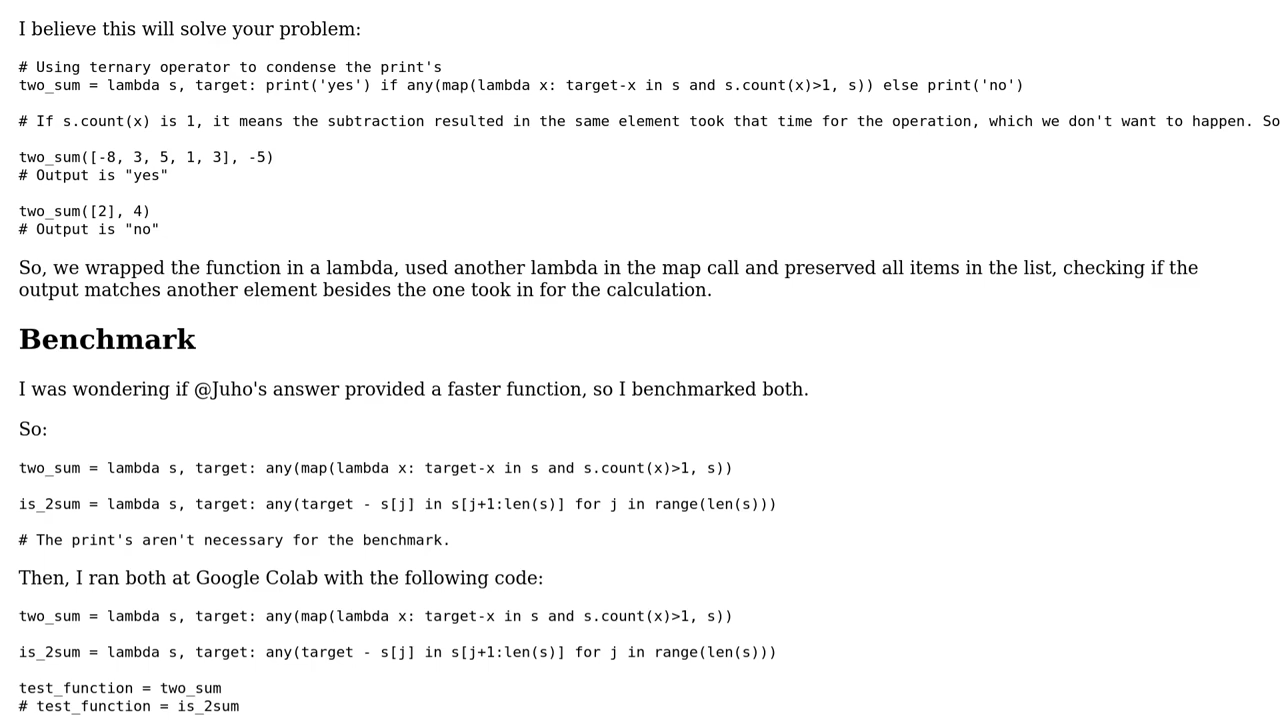 I believe this will solve your problem:
# Using ternary operator to condense the print's
two_sum = lambda s, target: print('yes') if any(map(lambda x: target-x in s and s.count(x)>1, s)) else print('no')
# If s.count(x) is 1, it means the subtraction resulted in the same element took that time for the operation, which we don't want to happen. So
two_sum([-8, 3, 5, 1, 3], -5)
# Output is "yes"
two_sum([2], 4)
# Output is "no"
So, we wrapped the function in a lambda, used another lambda in the map call and preserved all items in the list, checking if the
output matches another element besides the one took in for the calculation.
Benchmark
I was wondering if @Juho's answer provided a faster function, so I benchmarked both.
So:
two_sum = lambda s, target: any(map(lambda x: target-x in s and s.count(x)>1, s))
is_2sum = lambda s, target: any(target - s[j] in s[j+1:len(s)] for j in range(len(s)))
# The print's aren't necessary for the benchmark.
Then, I ran both at Google Colab with the following code:
two_sum = lambda s, target: any(map(lambda x: target-x in s and s.count(x)>1, s))
is_2sum = lambda s, target: any(target - s[j] in s[j+1:len(s)] for j in range(len(s)))
test_function = two_sum
# test_function = is_2sum